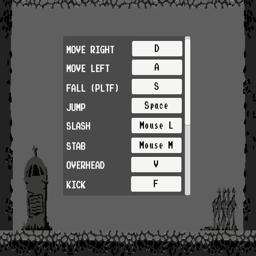 MOVE RIGHT D
MOVE LEFT A
FALL (PLTF) S
JUMP Space
SLASH Mouse L
STAB Mouse M
OVERHEAD V
KICK F